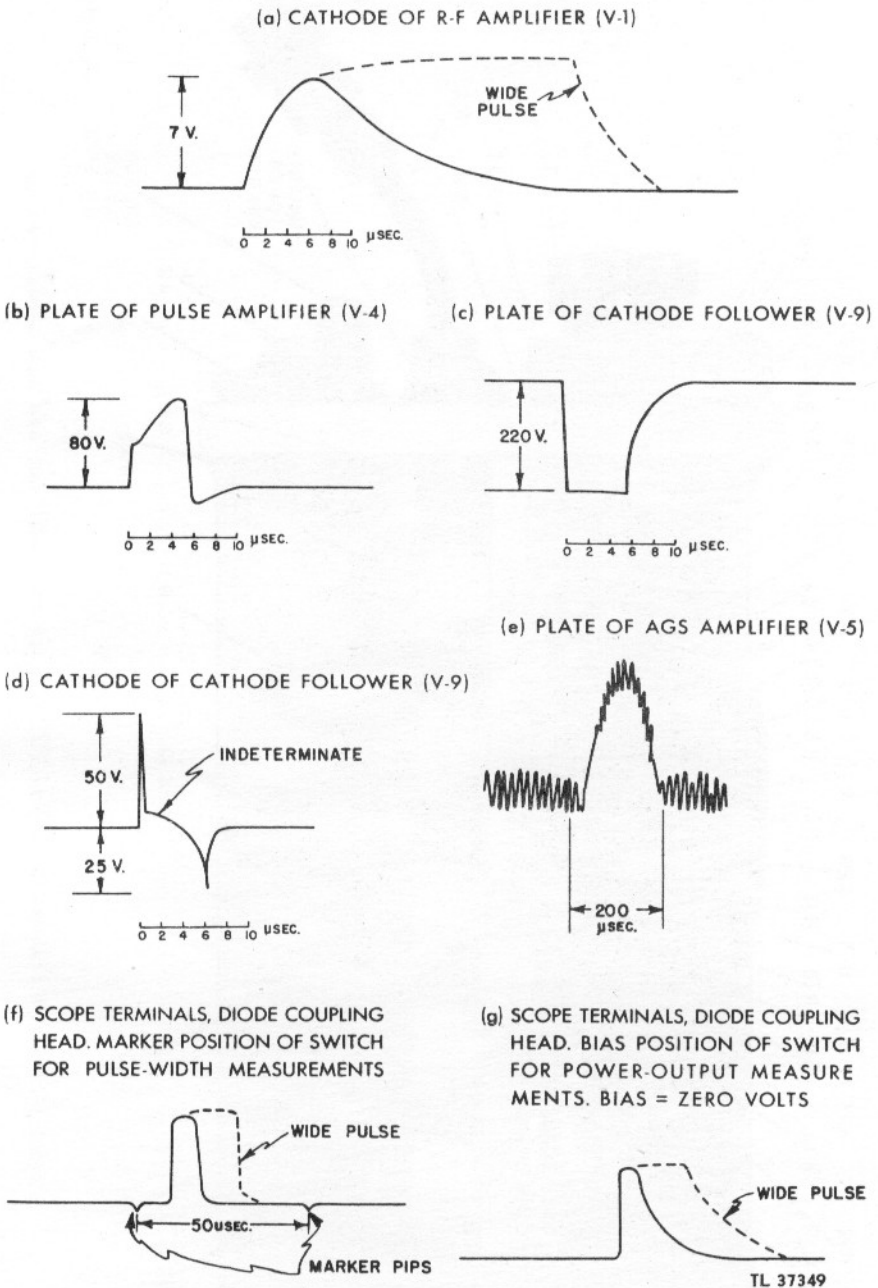 (a) CATHODE OF R-F AMPLIFIER (V-1)
7 V.
WIDE
PULSE
0 2 4 6 8 10 μSEC.
(b) PLATE OF PULSE AMPLIFIER (V-4)
80 V.
0 2 4 6 8 10 μSEC.
(c) PLATE OF CATHODE FOLLOWER (V-9)
220 V.
0 2 4 6 8 10 μSEC.
(d) CATHODE OF CATHODE FOLLOWER (V-9)
50 V.
INDETERMINATE
25 V.
0 2 4 6 8 10 μSEC.
(e) PLATE OF AGS AMPLIFIER (V-5)
200
μSEC.
(f) SCOPE TERMINALS, DIODE COUPLING
HEAD. MARKER POSITION OF SWITCH
FOR PULSE-WIDTH MEASUREMENTS
WIDE PULSE
50 uSEC.
MARKER PIPS
(g) SCOPE TERMINALS, DIODE COUPLING
HEAD. BIAS POSITION OF SWITCH
FOR POWER-OUTPUT MEASURE
MENTS. BIAS = ZERO VOLTS
WIDE PULSE
TL 37349